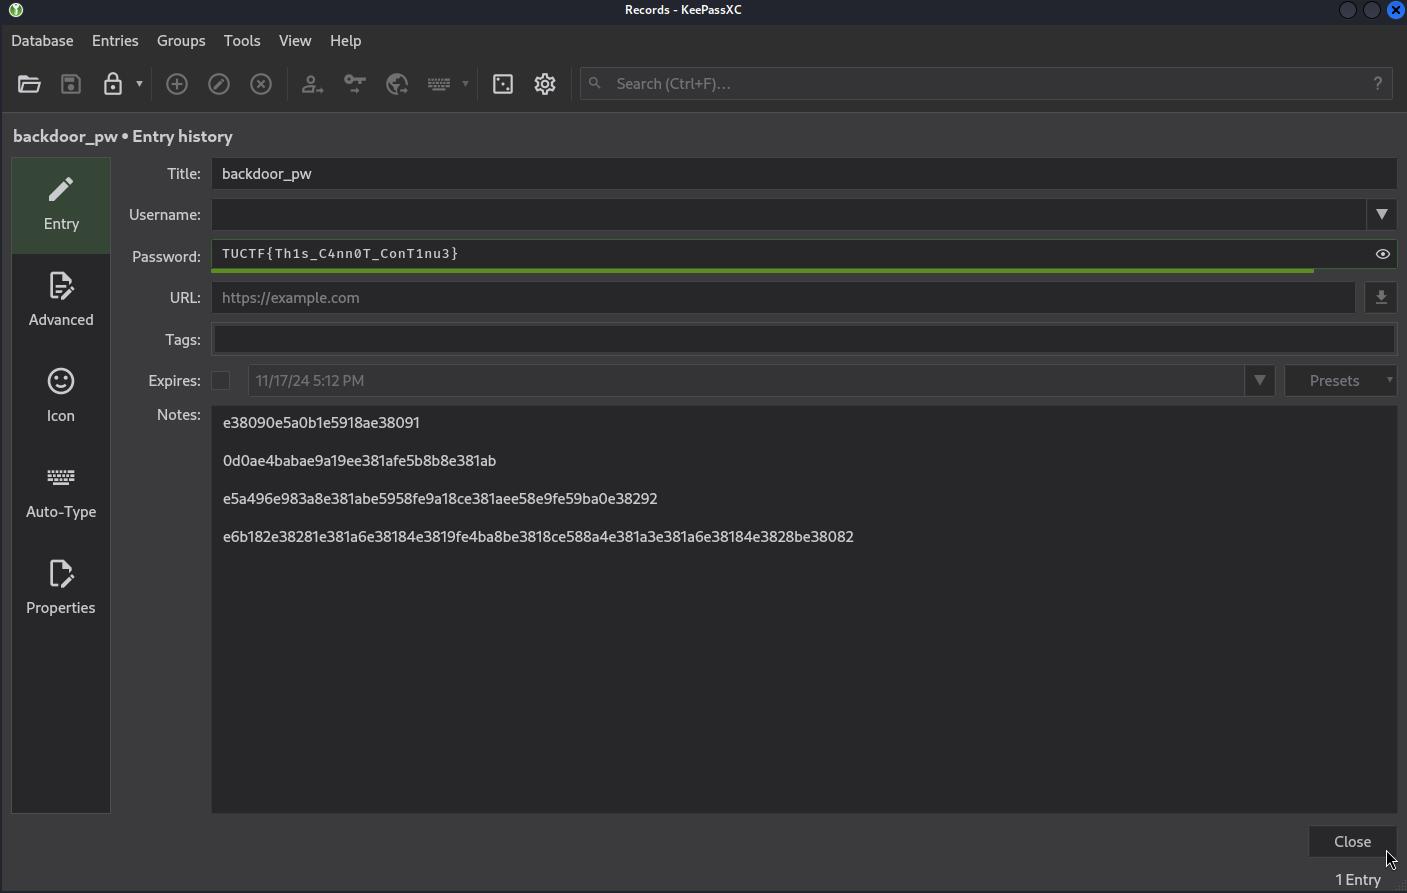 Records - KeePassXC
Database Entries Groups Tools View Help
Search (Ctrl+F)... ?
backdoor_pw • Entry history
Entry
Advanced
Icon
Auto-Type
Properties
Title: backdoor_pw
Username:
Password: TUCTF{Th1s_C4nn0T_ConT1nu3}
URL: https://example.com
Tags:
Expires: 11/17/24 5:12 PM Presets
Notes:
e38090e5a0b1e5918ae38091
0d0ae4babae9a19ee381afe5b8b8e381ab
e5a496e983a8e381abe5958fe9a18ce381aee58e9fe59ba0e38292
e6b182e38281e381a6e38184e3819fe4ba8be3818ce588a4e381a3e381a6e38184e3828be38082
Close
1 Entry